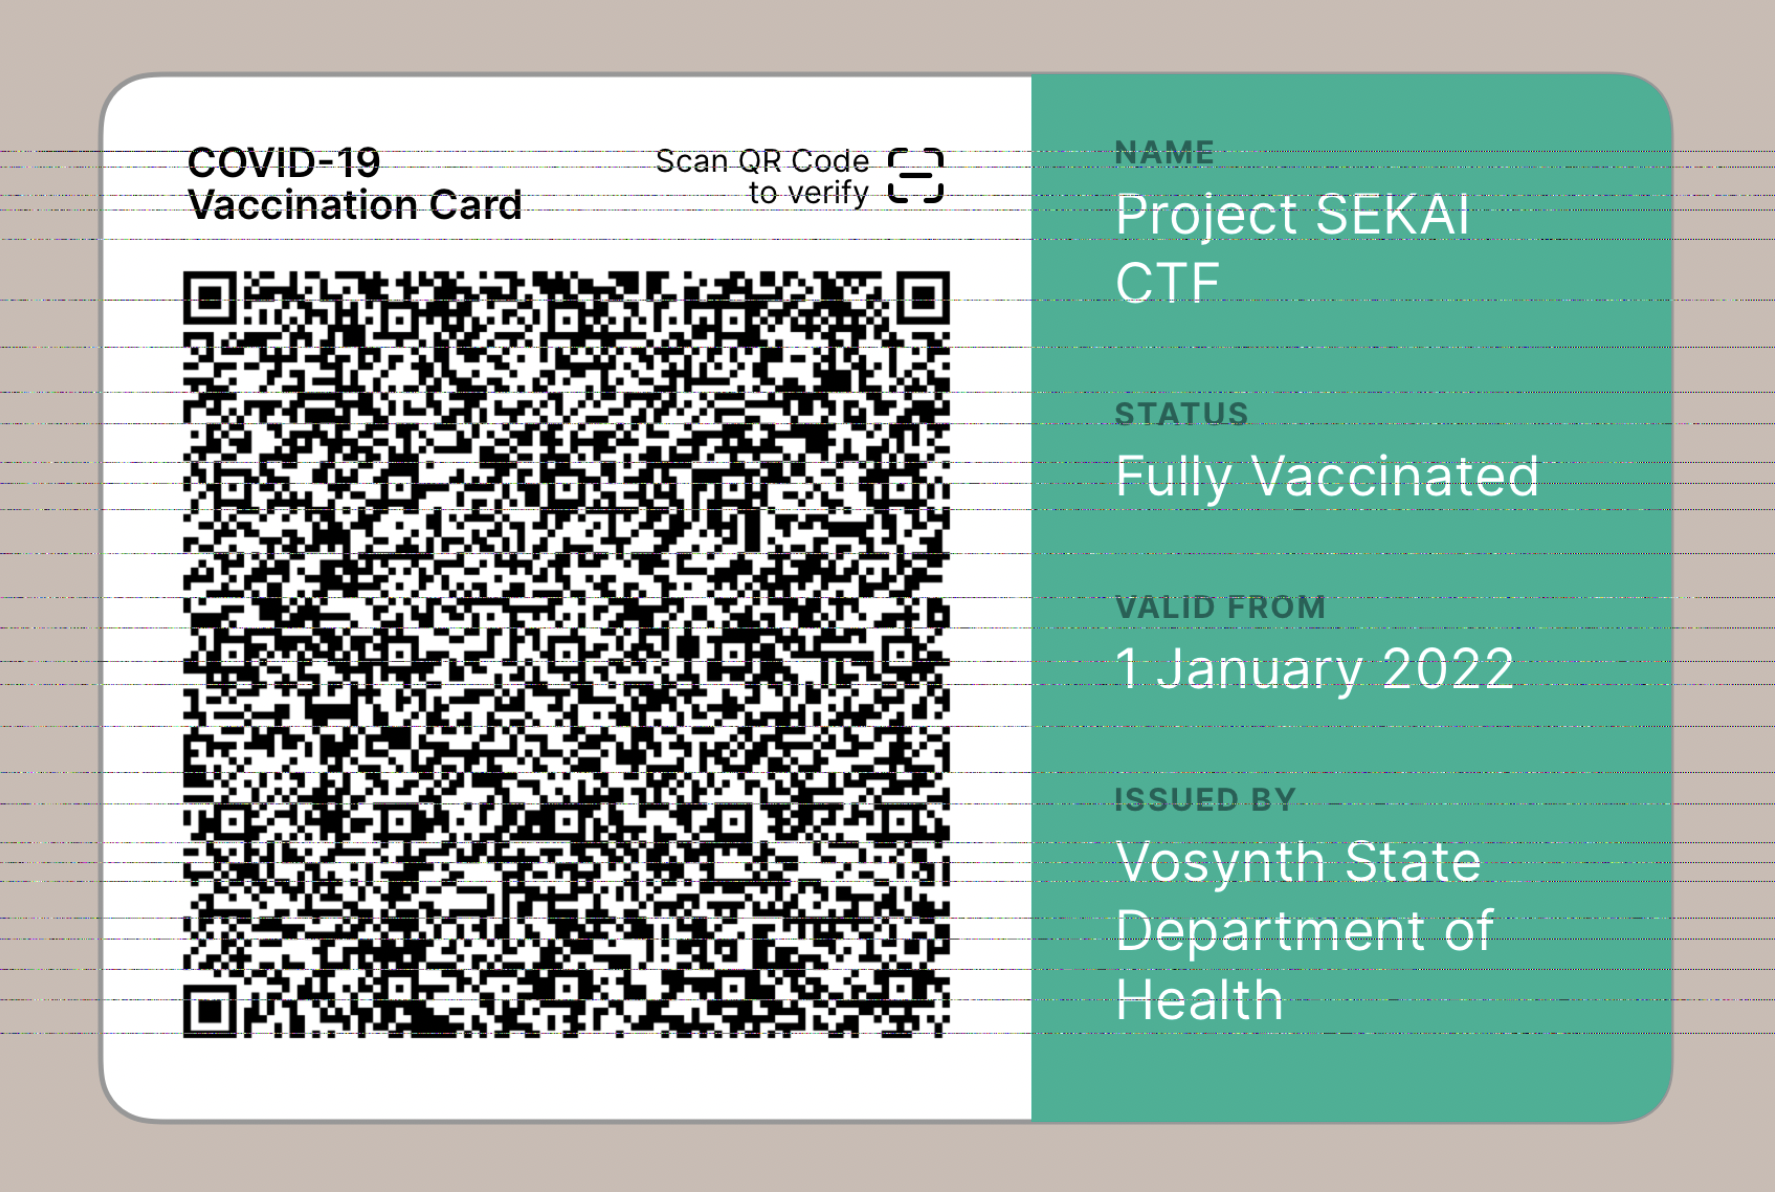 COVID-19
Vaccination Card
Scan QR Code
to verify
NAME
Project SEKAI
CTF
STATUS
Fully Vaccinated
VALID FROM
1 January 2022
ISSUED BY
Vosynth State
Department of
Health